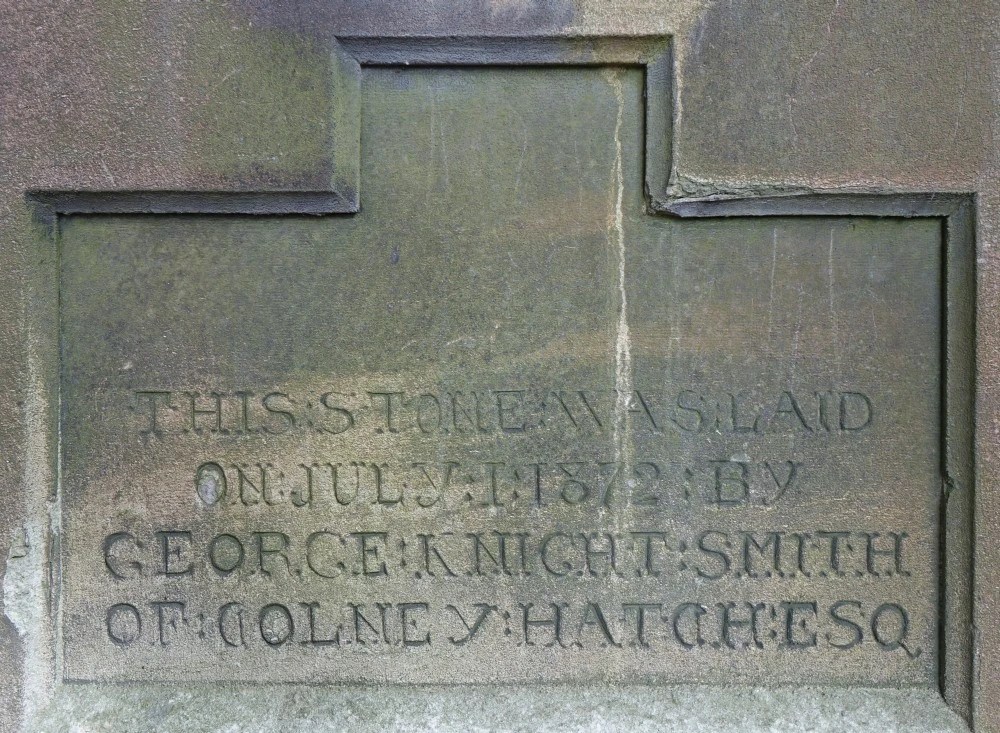 THIS:STONE:WAS:LAID
ON:JULY:1:1872:BY
GEORGE:KNIGHT:SMITH
OF:COLNEY:HATCH:ESQ